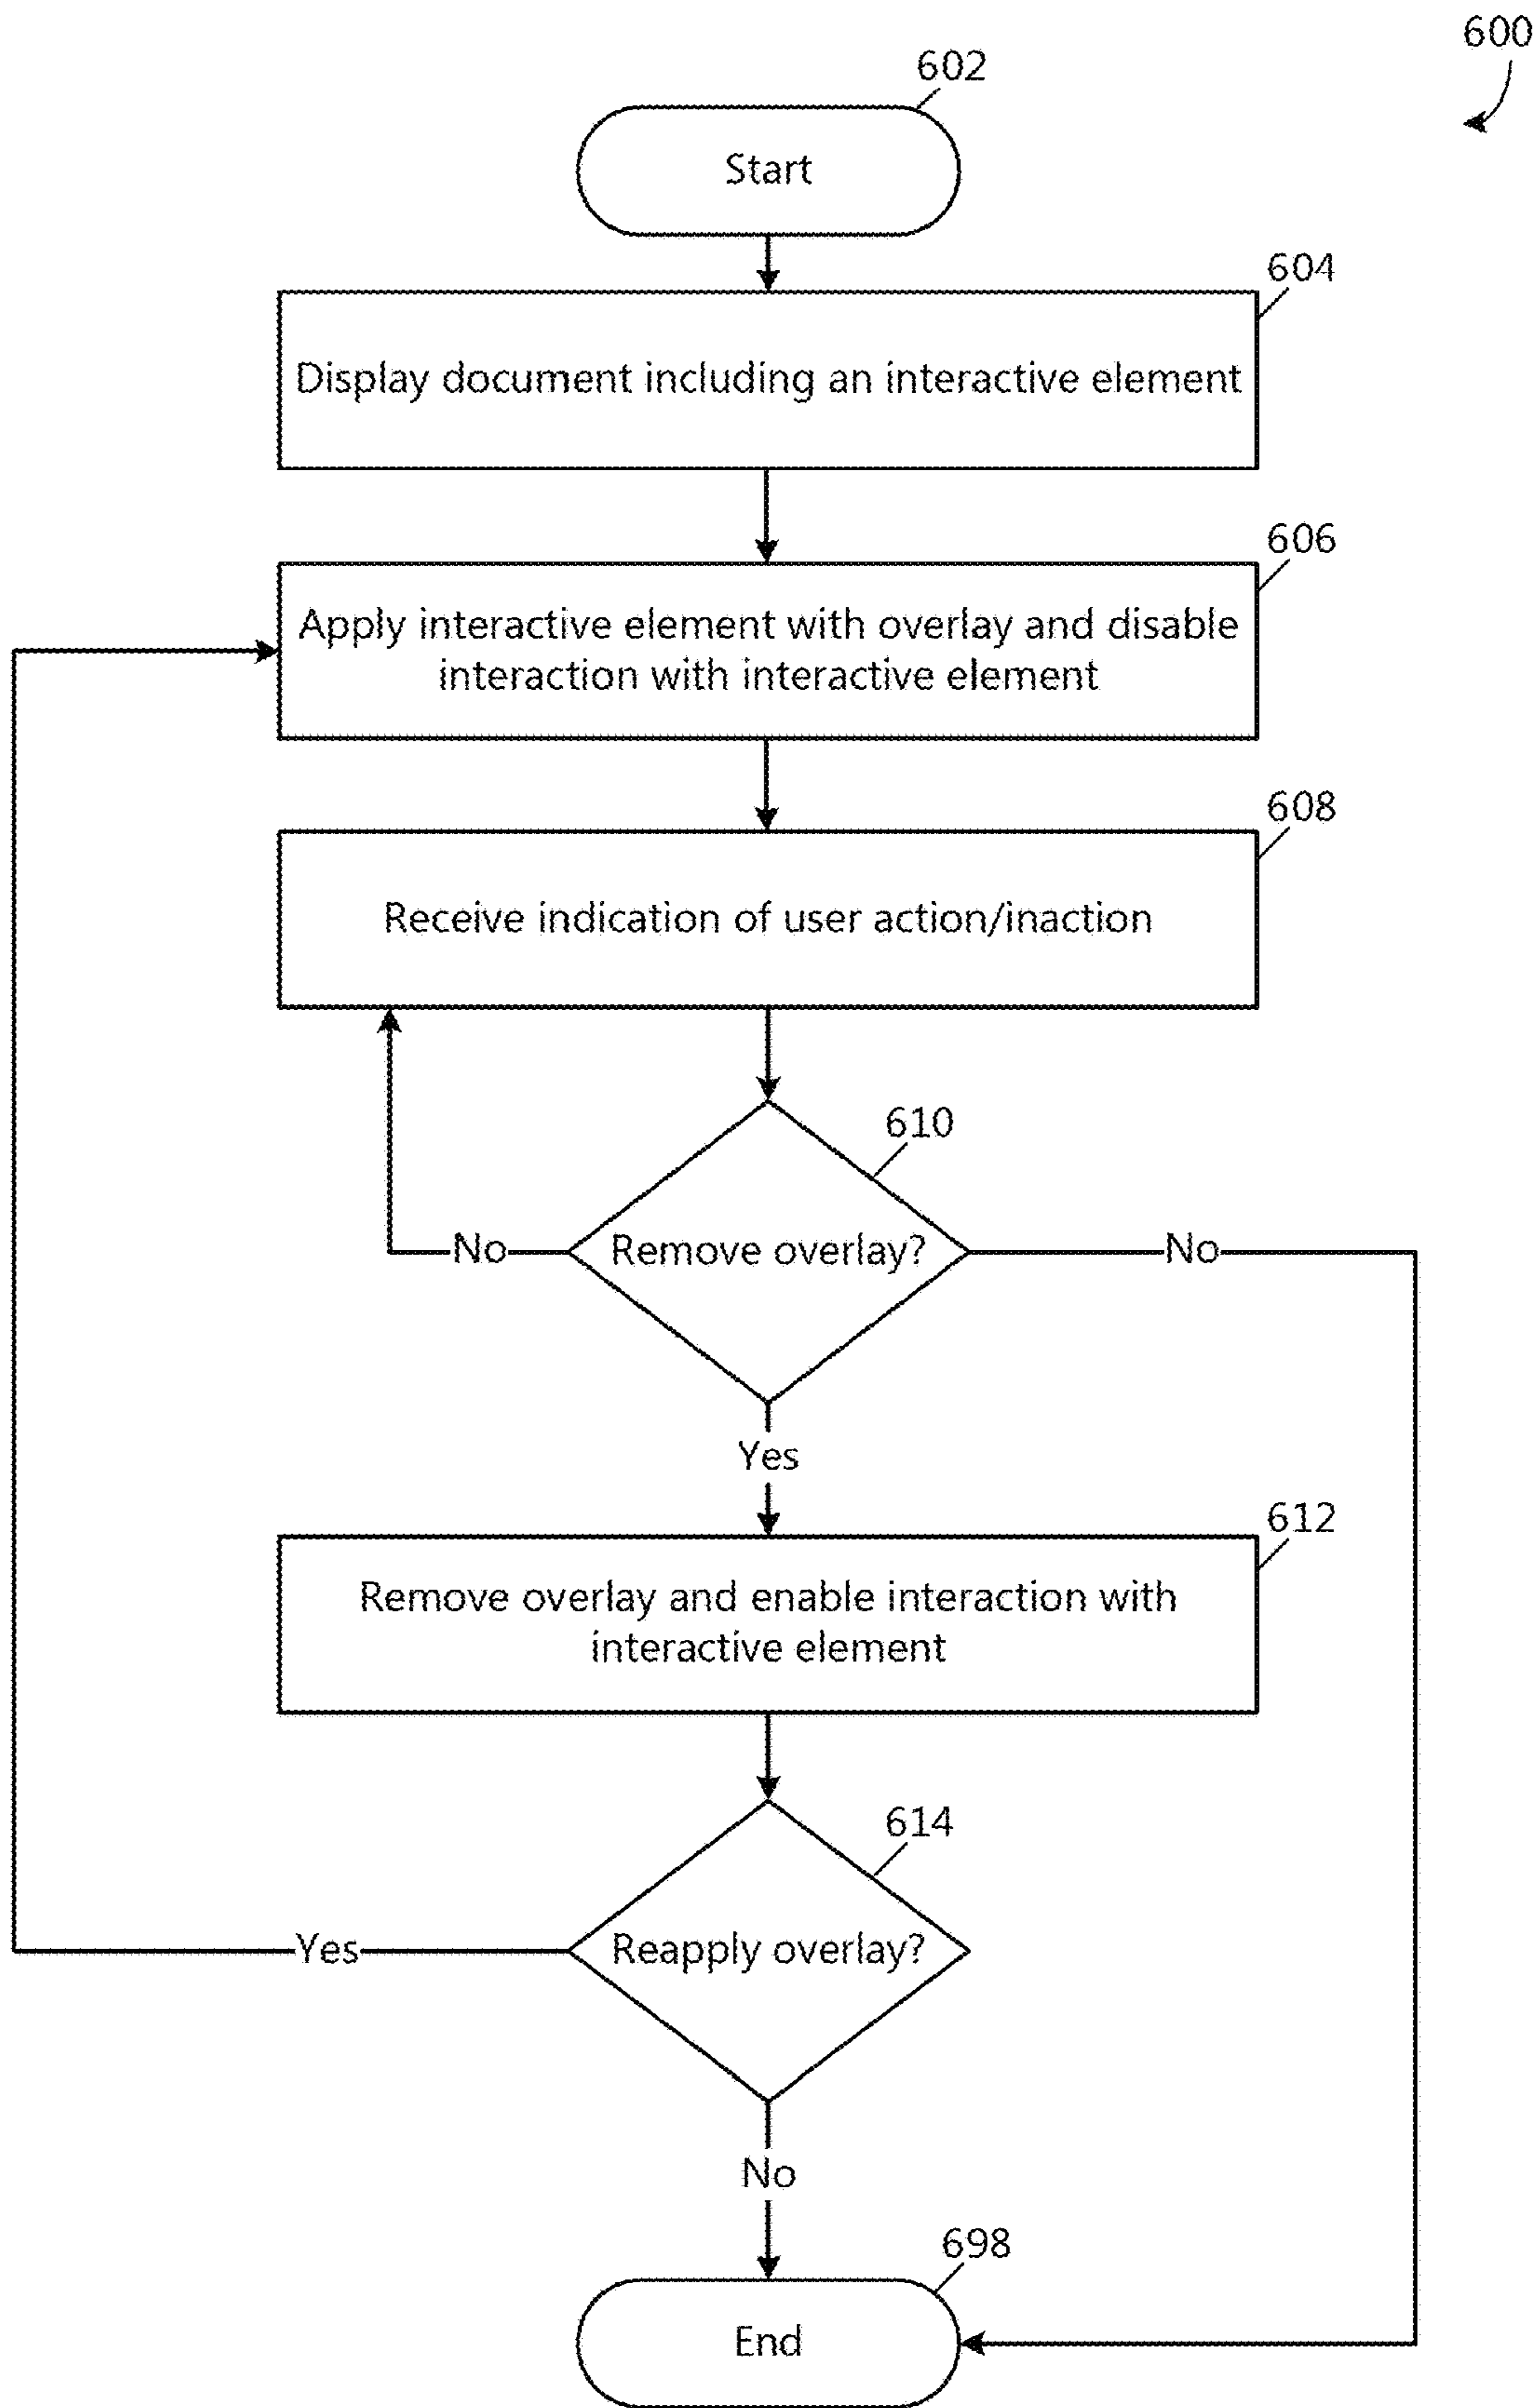 600
602
Start
604
Display document including an interactive element
606
Apply interactive element with overlay and disable
interaction with interactive element
608
Receive indication of user action/inaction
610
No
Remove overlay?
No
Yes
612
Remove overlay and enable interaction with
interactive element
614
Yes
Reapply overlay?
No
698
End